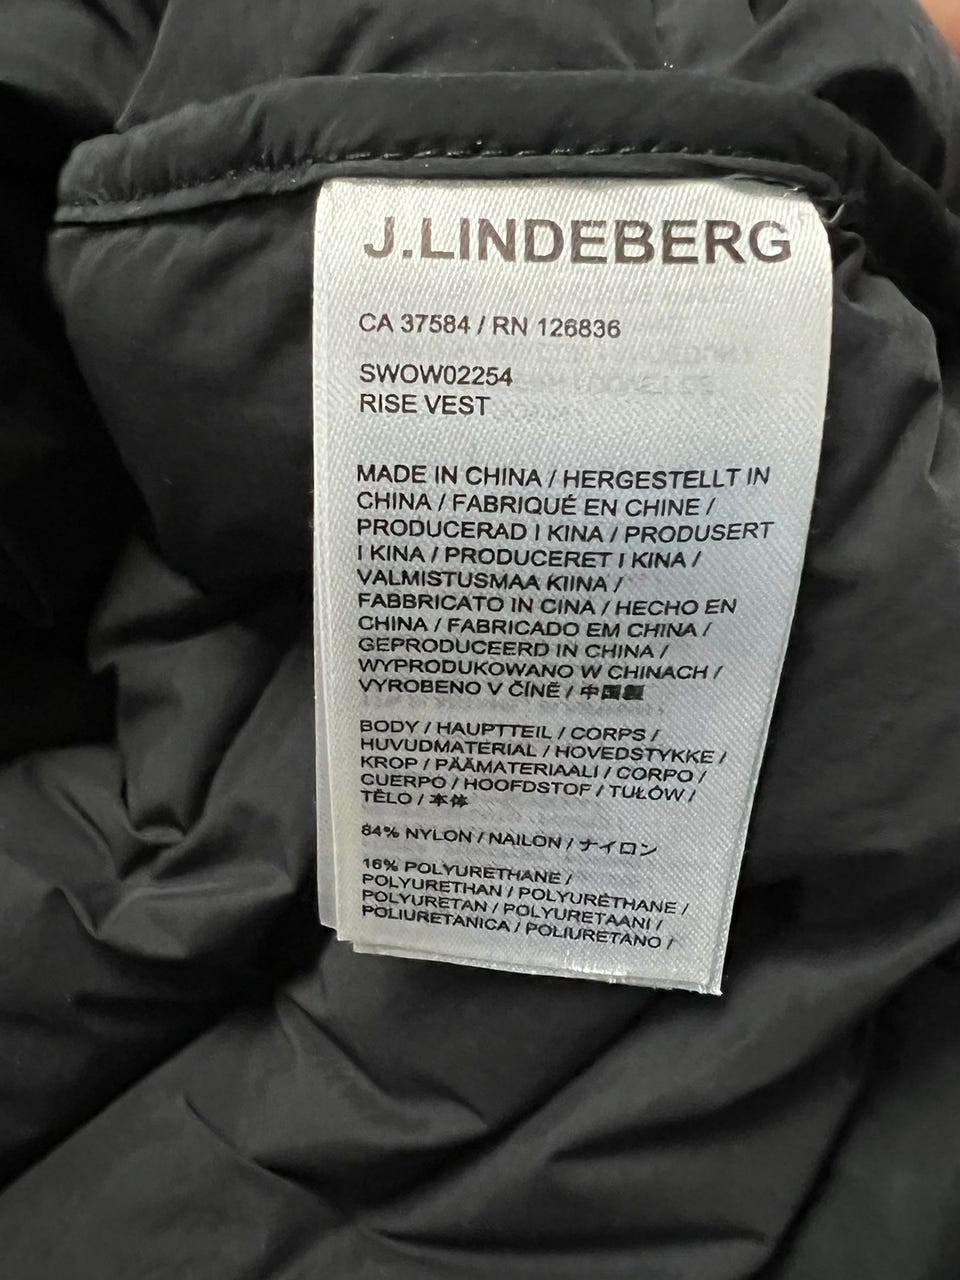 J.LINDEBERG
CA 37584 / RN 126836
SWOW02254
RISE VEST
MADE IN CHINA / HERGESTELLT IN
CHINA / FABRIQUÉ EN CHINE /
PRODUCERAD I KINA / PRODUSERT
I KINA / PRODUCERET I KINA /
VALMISTUSMAA KIINA /
FABBRICATO IN CINA / HECHO EN
CHINA / FABRICADO EM CHINA /
GEPRODUCEERD IN CHINA /
WYPRODUKOWANO W CHINACH /
VYROBENO V ČÍNĚ / 中国製
BODY / HAUPTTEIL / CORPS /
HUVUDMATERIAL / HOVEDSTYKKE /
KROP / PÄÄMATERIAALI / CORPO /
CUERPO / HOOFDSTOF / TUŁÓW /
TĚLO / 本体
84% NYLON / NAILON / ナイロン
16% POLYURETHANE /
POLYURETHAN / POLYURÉTHANE /
POLYURETAN / POLYURETAANI /
POLIURETANICA / POLIURETANO /